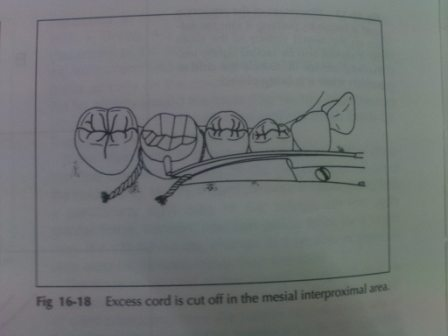 Fig 16-18 Excess cord is cut off in the mesial interproximal area.